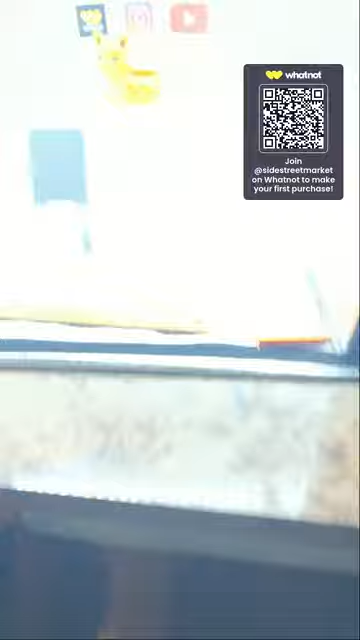 whatnot
Join
@sidestreetmarket
on Whatnot to make
your first purchase!